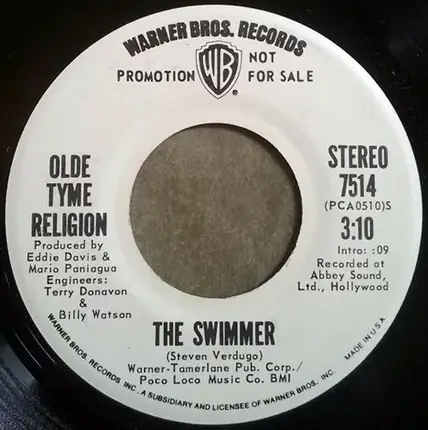 WARNER BROS. RECORDS
PROMOTION WB NOT FOR SALE
®
OLDE
TYME
RELIGION
Produced by
Eddie Davis &
Mario Paniagua
Engineers:
Terry Donavon
&
Billy Watson
STEREO
7514
(PCA0510)S
3:10
Intro: :09
Recorded at
Abbey Sound,
Ltd., Hollywood
THE SWIMMER
(Steven Verdugo)
Warner-Tamerlane Pub. Corp./
Poco Loco Music Co. BMI
WARNER BROS. RECORDS INC., A SUBSIDIARY AND LICENSEE OF WARNER BROS. INC. MADE IN U.S.A.